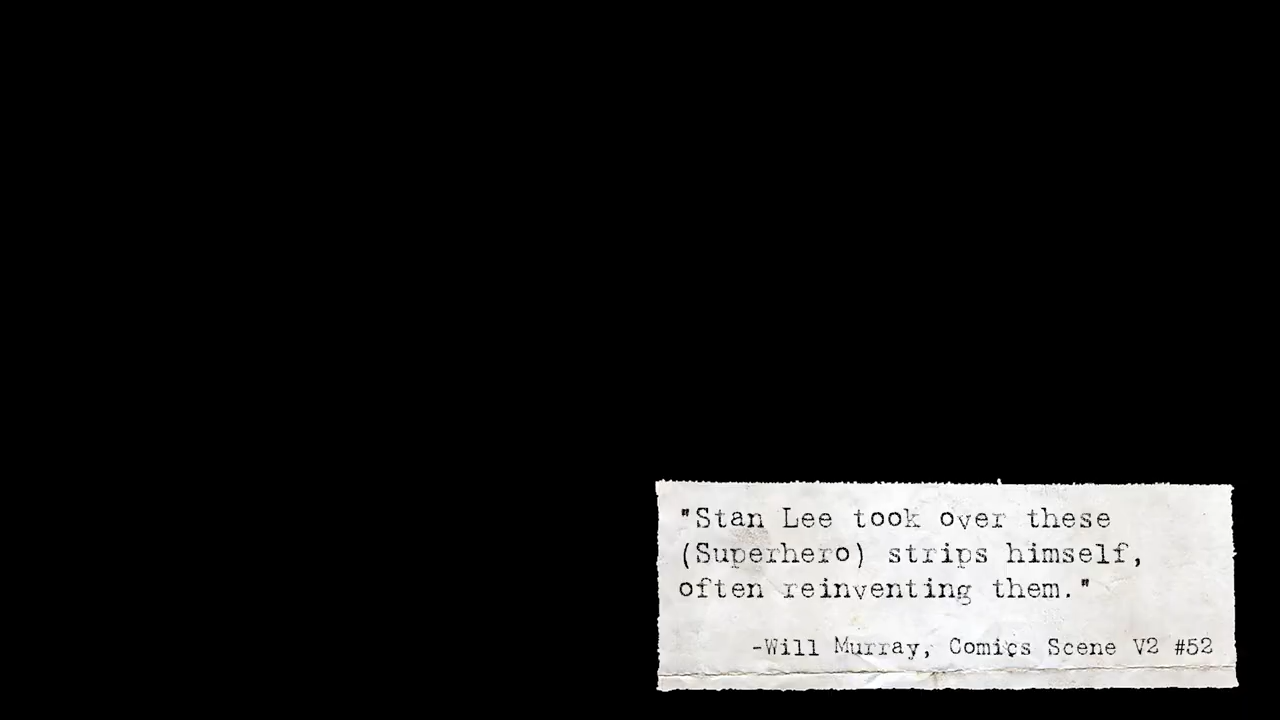 "Stan Lee took over these
(Superhero) strips himself,
often reinventing them."
-Will Murray, Comics Scene V2 #52